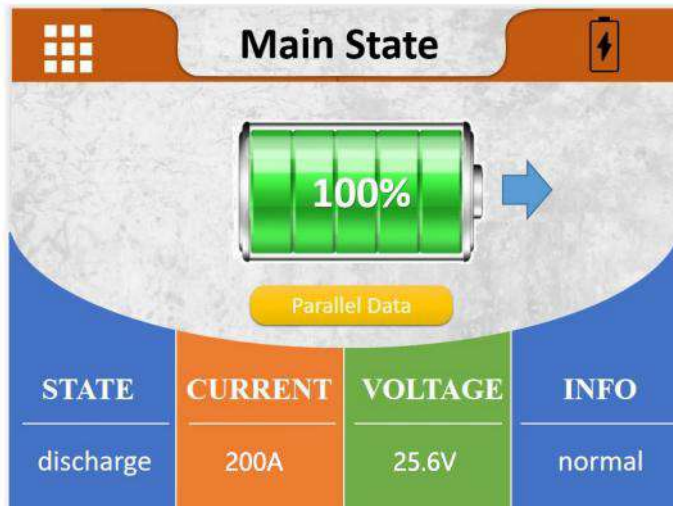 Main State
100%
Parallel Data
STATE CURRENT VOLTAGE INFO
discharge 200A 25.6V normal